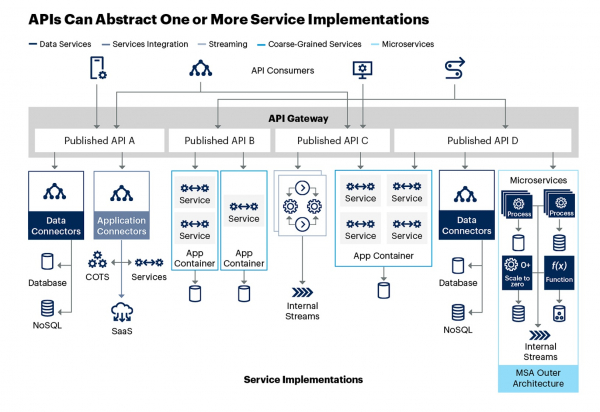 APIs Can Abstract One or More Service Implementations
Data Services Services Integration Streaming Coarse-Grained Services Microservices
API Consumers
API Gateway
Published API A Published API B Published API C Published API D
Data
Connectors
Database
NoSQL
Application
Connectors
COTS Services
SaaS
Service
Service
App
Container
Service
App
Container
Internal
Streams
Service Service
Service Service
App Container
Data
Connectors
Database
NoSQL
Microservices
Process Process
0+
Scale to
zero
f(x)
Function
Internal
Streams
MSA Outer
Architecture
Service Implementations